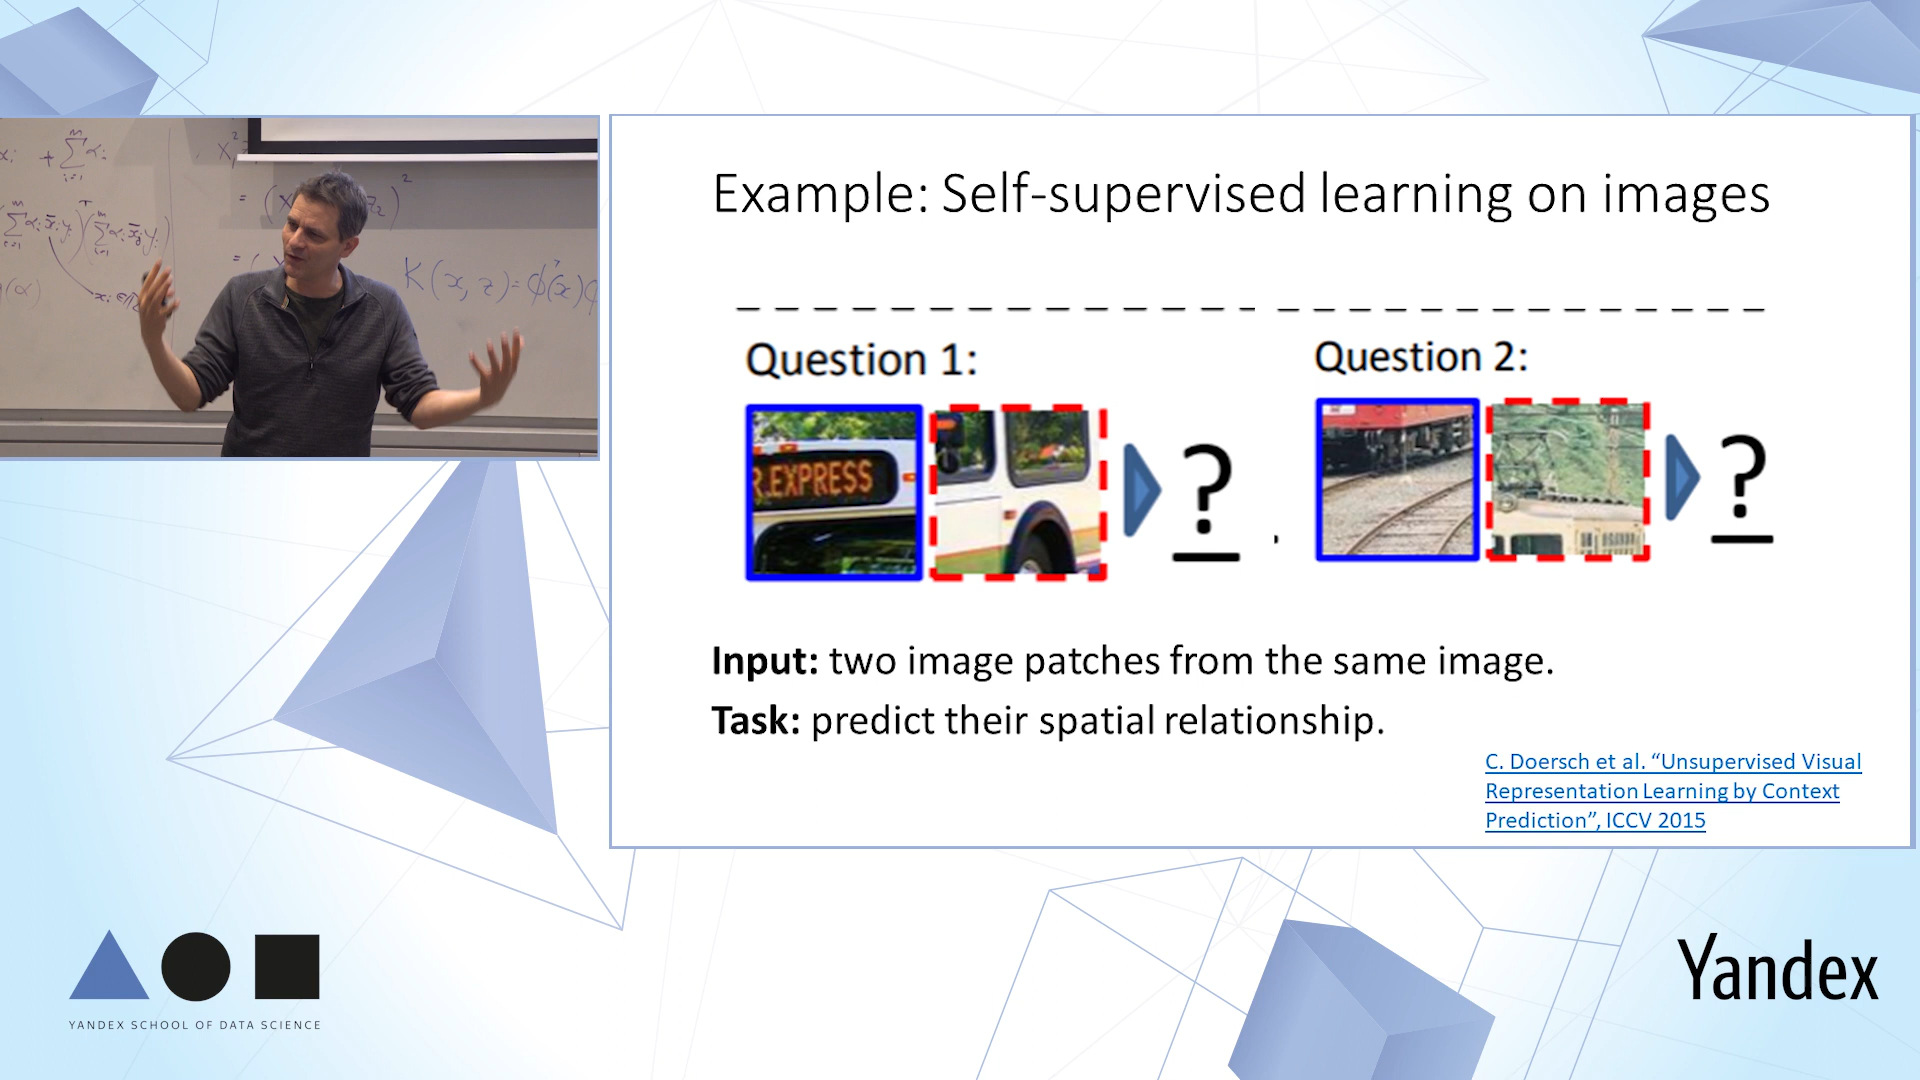 Example: Self-supervised learning on images
Question 1:
Question 2:
R.EXPRESS
?
?
Input: two image patches from the same image.
Task: predict their spatial relationship.
C. Doersch et al. “Unsupervised Visual
Representation Learning by Context
Prediction”, ICCV 2015
K(x, z) = ϕ(x)ϕ
YANDEX SCHOOL OF DATA SCIENCE
Yandex